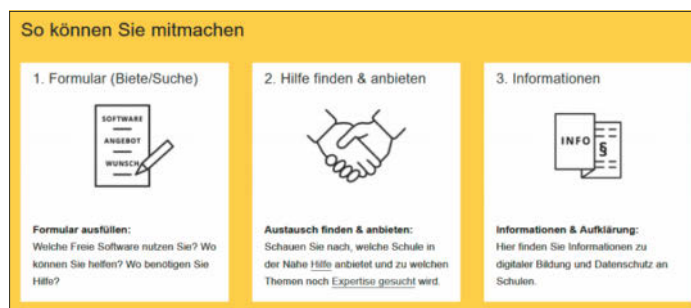 So können Sie mitmachen
1. Formular (Biete/Suche)
SOFTWARE
ANGEBOT
WUNSCH
Formular ausfüllen:
Welche Freie Software nutzen Sie? Wo
können Sie helfen? Wo benötigen Sie
Hilfe?
2. Hilfe finden & anbieten
Austausch finden & anbieten:
Schauen Sie nach, welche Schule in
der Nähe Hilfe anbietet und zu welchen
Themen noch Expertise gesucht wird.
3. Informationen
INFO
§
Informationen & Aufklärung:
Hier finden Sie Informationen zu
digitaler Bildung und Datenschutz an
Schulen.